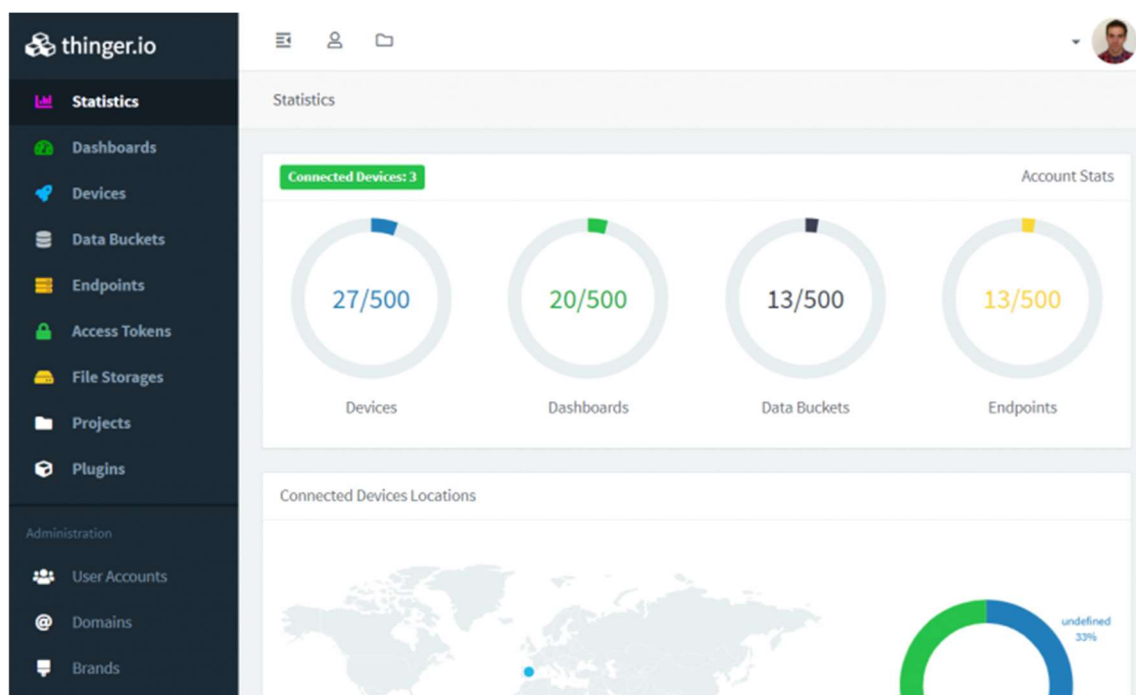 thinger.io
Statistics
Dashboards
Devices
Data Buckets
Endpoints
Access Tokens
File Storages
Projects
Plugins
Administration
User Accounts
Domains
Brands
Statistics
Connected Devices: 3
Account Stats
27/500
20/500
13/500
13/500
Devices
Dashboards
Data Buckets
Endpoints
Connected Devices Locations
undefined
33%